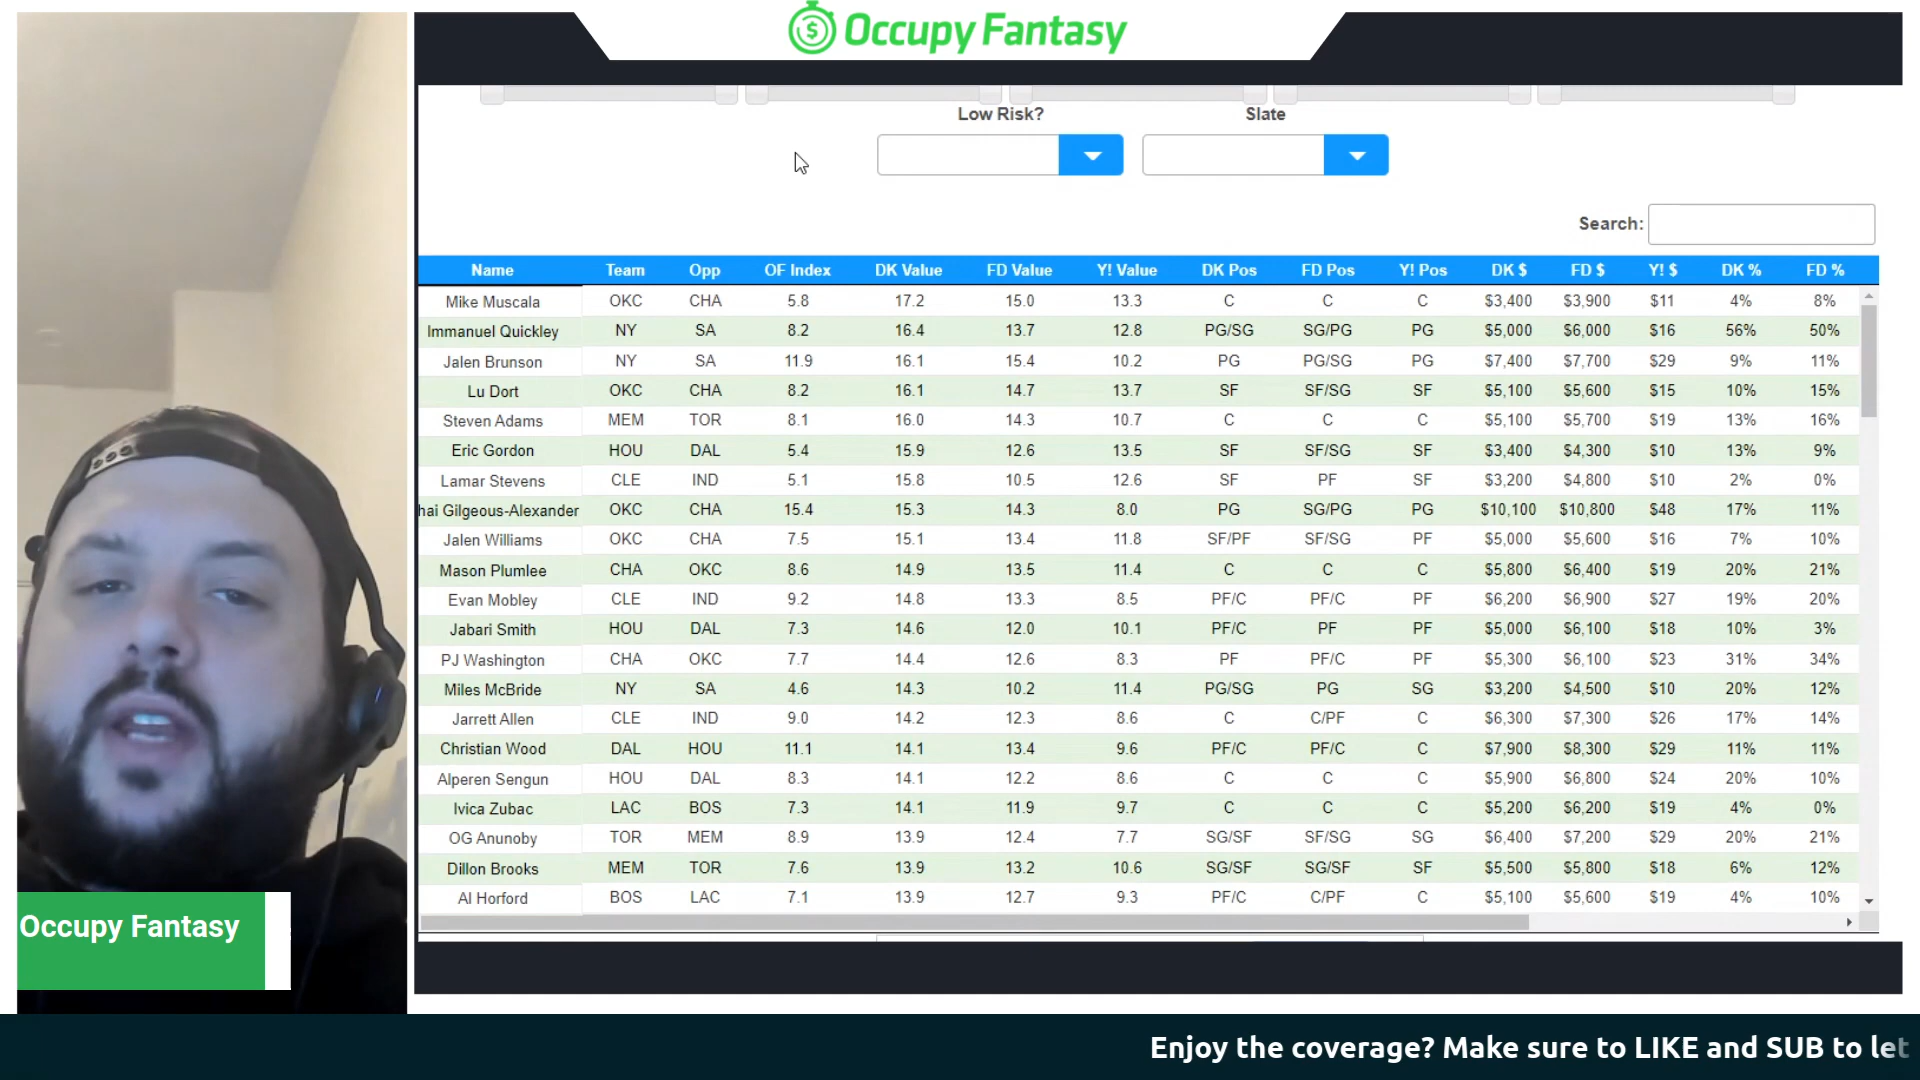 Occupy Fantasy
Low Risk? Slate
Search:
Name Team Opp OF Index DK Value FD Value Y! Value DK Pos FD Pos Y! Pos DK $ FD $ Y! $ DK % FD %
Mike Muscala OKC CHA 5.8 17.2 15.0 13.3 C C C $3,400 $3,900 $11 4% 8%
Immanuel Quickley NY SA 8.2 16.4 13.7 12.8 PG/SG SG/PG PG $5,000 $6,000 $16 56% 50%
Jalen Brunson NY SA 11.9 16.1 15.4 10.2 PG PG/SG PG $7,400 $7,700 $29 9% 11%
Lu Dort OKC CHA 8.2 16.1 14.7 13.7 SF SF/SG SF $5,100 $5,600 $15 10% 15%
Steven Adams MEM TOR 8.1 16.0 14.3 10.7 C C C $5,100 $5,700 $19 13% 16%
Eric Gordon HOU DAL 5.4 15.9 12.6 13.5 SF SF/SG SF $3,400 $4,300 $10 13% 9%
Lamar Stevens CLE IND 5.1 15.8 10.5 12.6 SF PF SF $3,200 $4,800 $10 2% 0%
hai Gilgeous-Alexander OKC CHA 15.4 15.3 14.3 8.0 PG SG/PG PG $10,100 $10,800 $48 17% 11%
Jalen Williams OKC CHA 7.5 15.1 13.4 11.8 SF/PF SF/SG PF $5,000 $5,600 $16 7% 10%
Mason Plumlee CHA OKC 8.6 14.9 13.5 11.4 C C C $5,800 $6,400 $19 20% 21%
Evan Mobley CLE IND 9.2 14.8 13.3 8.5 PF/C PF/C PF $6,200 $6,900 $27 19% 20%
Jabari Smith HOU DAL 7.3 14.6 12.0 10.1 PF/C PF PF $5,000 $6,100 $18 10% 3%
PJ Washington CHA OKC 7.7 14.4 12.6 8.3 PF PF/C PF $5,300 $6,100 $23 31% 34%
Miles McBride NY SA 4.6 14.3 10.2 11.4 PG/SG PG SG $3,200 $4,500 $10 20% 12%
Jarrett Allen CLE IND 9.0 14.2 12.3 8.6 C C/PF C $6,300 $7,300 $26 17% 14%
Christian Wood DAL HOU 11.1 14.1 13.4 9.6 PF/C PF/C C $7,900 $8,300 $29 11% 11%
Alperen Sengun HOU DAL 8.3 14.1 12.2 8.6 C C C $5,900 $6,800 $24 20% 10%
Ivica Zubac LAC BOS 7.3 14.1 11.9 9.7 C C C $5,200 $6,200 $19 4% 0%
OG Anunoby TOR MEM 8.9 13.9 12.4 7.7 SG/SF SF/SG SG $6,400 $7,200 $29 20% 21%
Dillon Brooks MEM TOR 7.6 13.9 13.2 10.6 SG/SF SG/SF SF $5,500 $5,800 $18 6% 12%
Al Horford BOS LAC 7.1 13.9 12.7 9.3 PF/C C/PF C $5,100 $5,600 $19 4% 10%
Occupy Fantasy
Enjoy the coverage? Make sure to LIKE and SUB to let